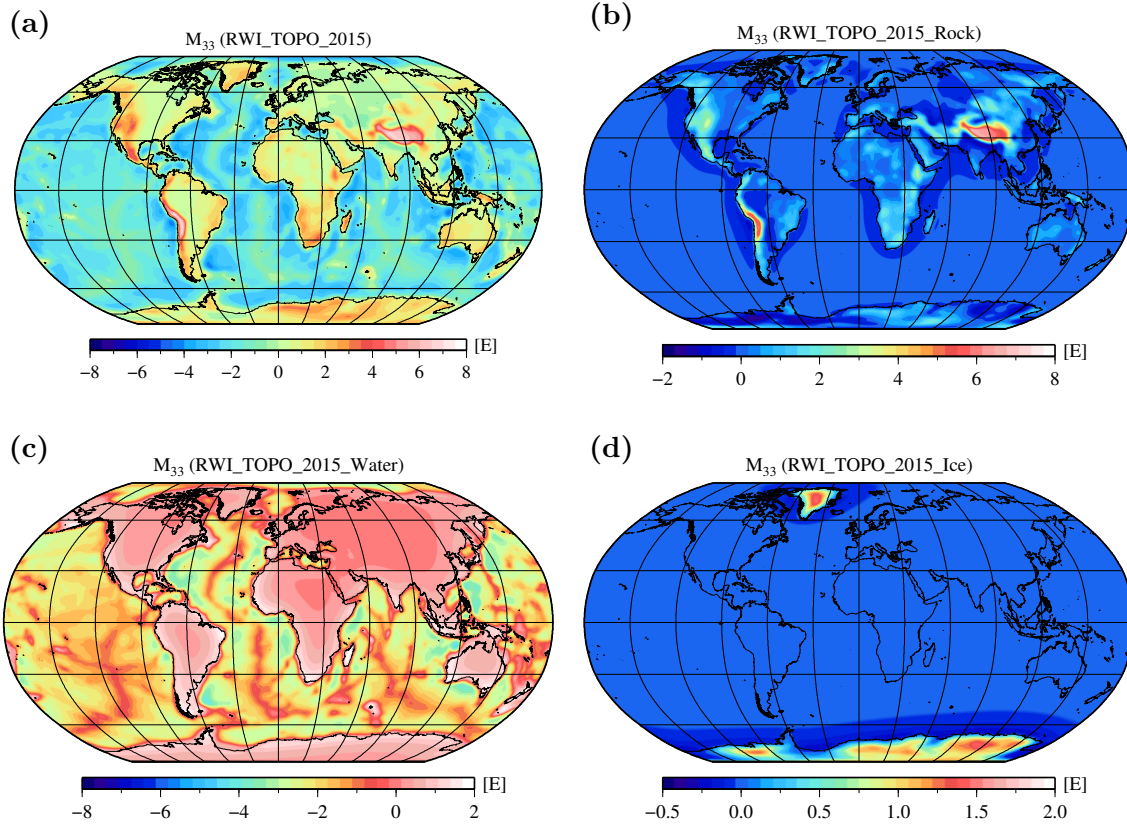 (a)
M₃₃ (RWI_TOPO_2015)
[E]
−8 −6 −4 −2 0 2 4 6 8
(b)
M₃₃ (RWI_TOPO_2015_Rock)
[E]
−2 0 2 4 6 8
(c)
M₃₃ (RWI_TOPO_2015_Water)
[E]
−8 −6 −4 −2 0 2
(d)
M₃₃ (RWI_TOPO_2015_Ice)
[E]
−0.5 0.0 0.5 1.0 1.5 2.0